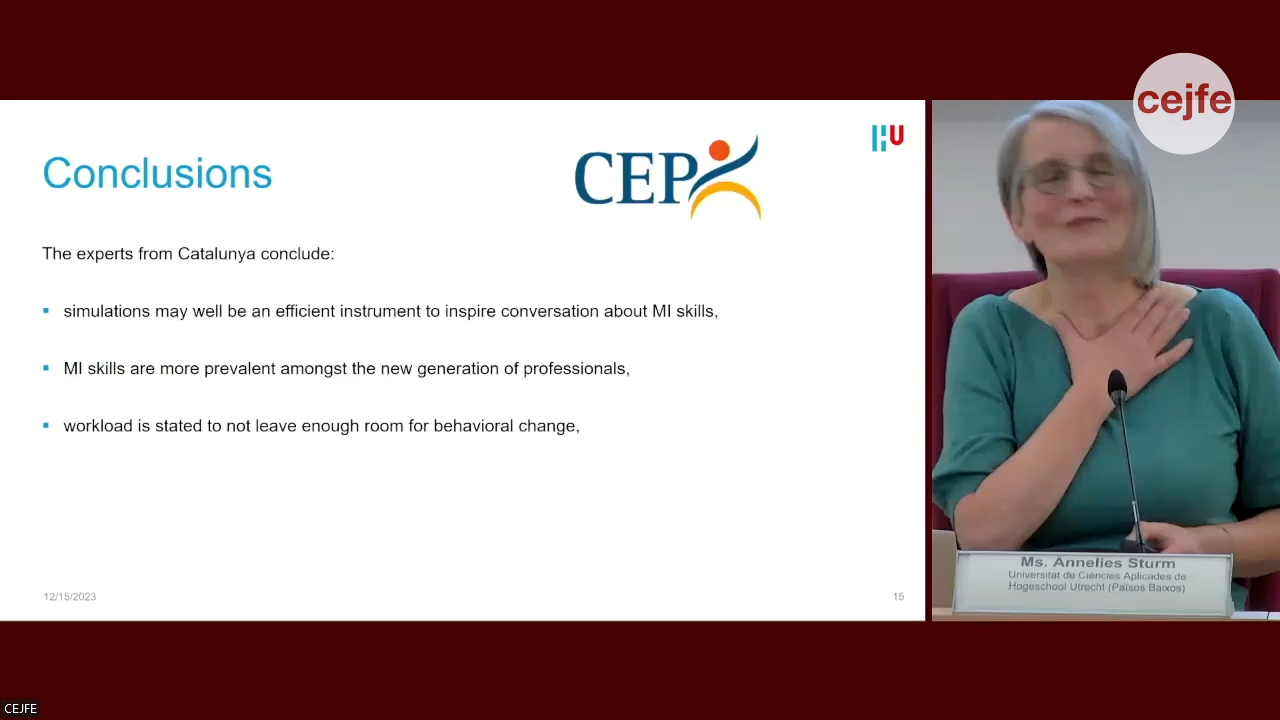 cejfe
HU
Conclusions
CEP
The experts from Catalunya conclude:
simulations may well be an efficient instrument to inspire conversation about MI skills,
MI skills are more prevalent amongst the new generation of professionals,
workload is stated to not leave enough room for behavioral change,
12/15/2023
15
Ms. Annelies Sturm
Universitat de Ciències Aplicades de
Hogeschool Utrecht (Països Baixos)
CEJFE